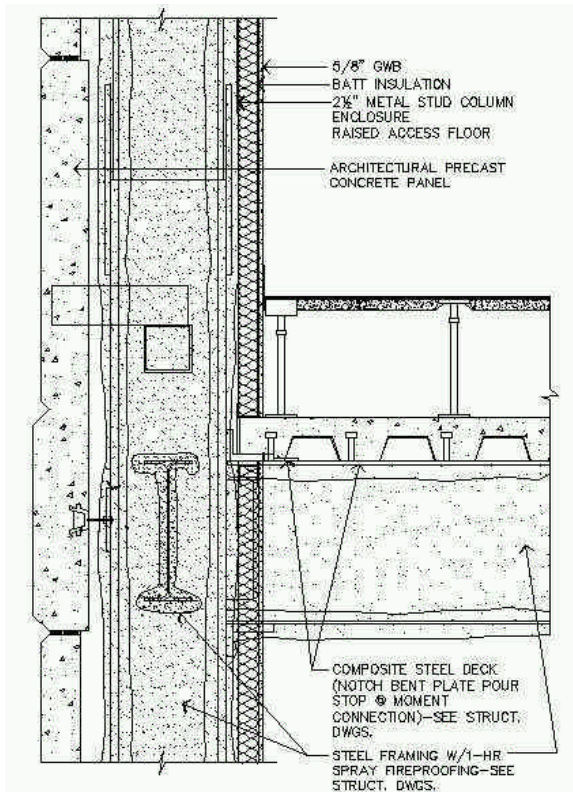 5/8" GWB
BATT INSULATION
2½" METAL STUD COLUMN
ENCLOSURE
RAISED ACCESS FLOOR
ARCHITECTURAL PRECAST
CONCRETE PANEL
COMPOSITE STEEL DECK
(NOTCH BENT PLATE POUR
STOP @ MOMENT
CONNECTION)-SEE STRUCT.
DWGS.
STEEL FRAMING W/1-HR
SPRAY FIREPROOFING-SEE
STRUCT. DWGS.